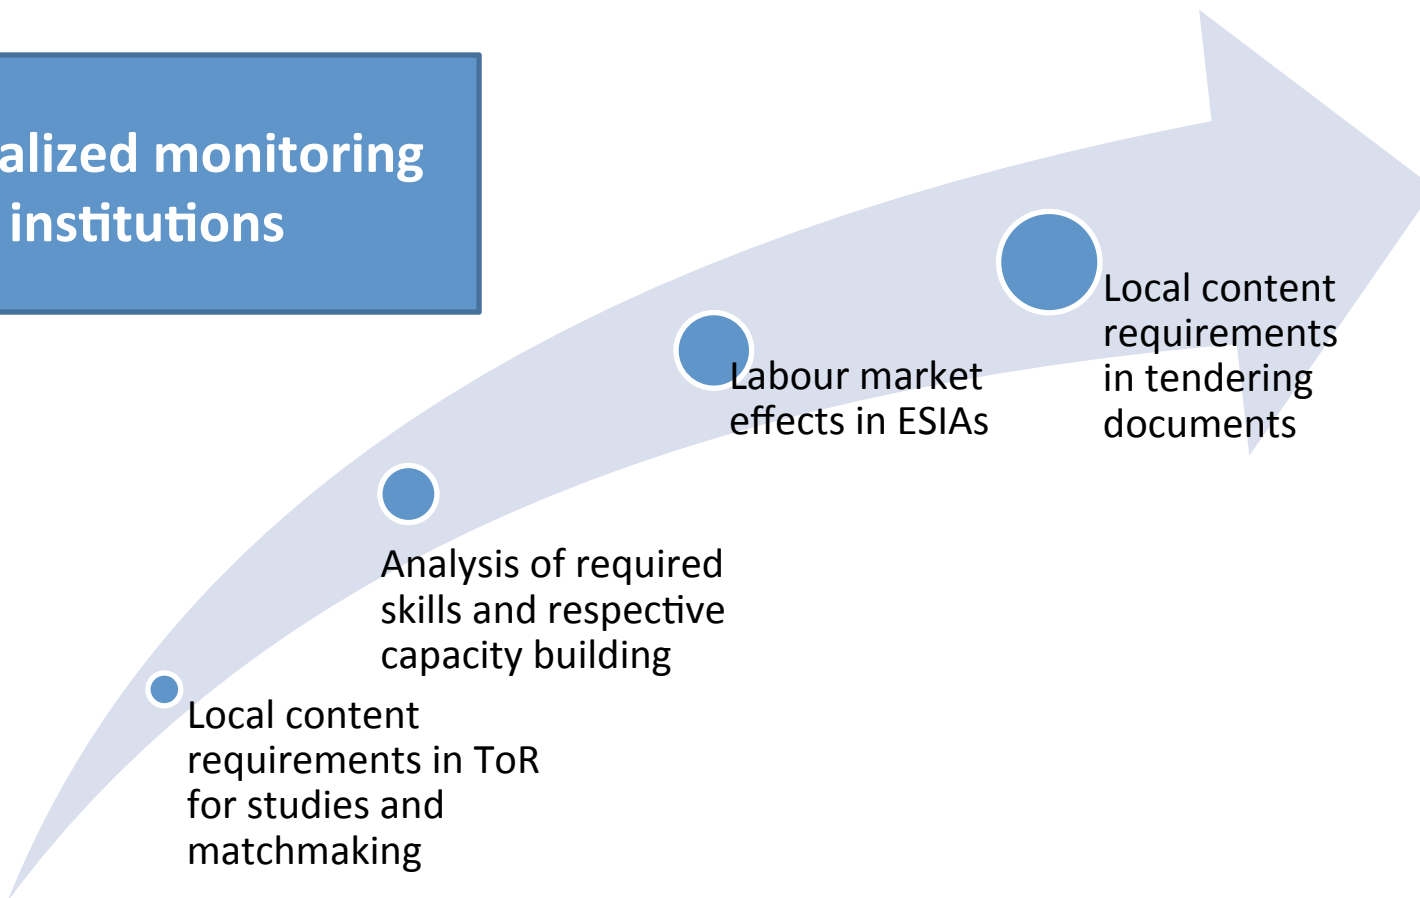 alized monitoring
institutions
Local content
requirements
in tendering
documents
Labour market
effects in ESIAs
Analysis of required
skills and respective
capacity building
Local content
requirements in ToR
for studies and
matchmaking